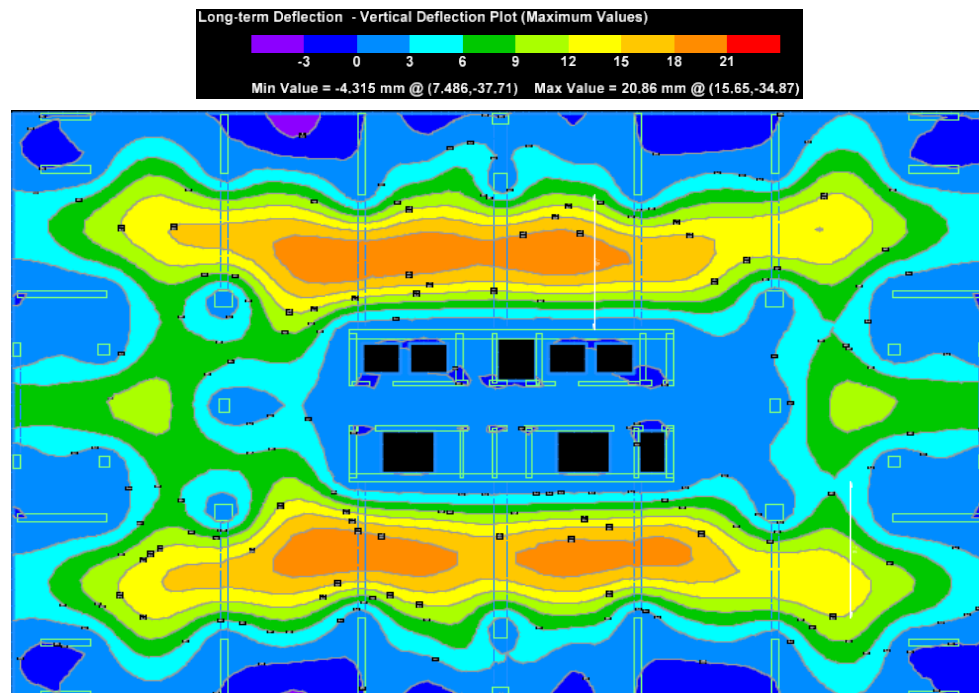 Long-term Deflection - Vertical Deflection Plot (Maximum Values)
-3 0 3 6 9 12 15 18 21
Min Value = -4.315 mm @ (7.486,-37.71) Max Value = 20.86 mm @ (15.65,-34.87)